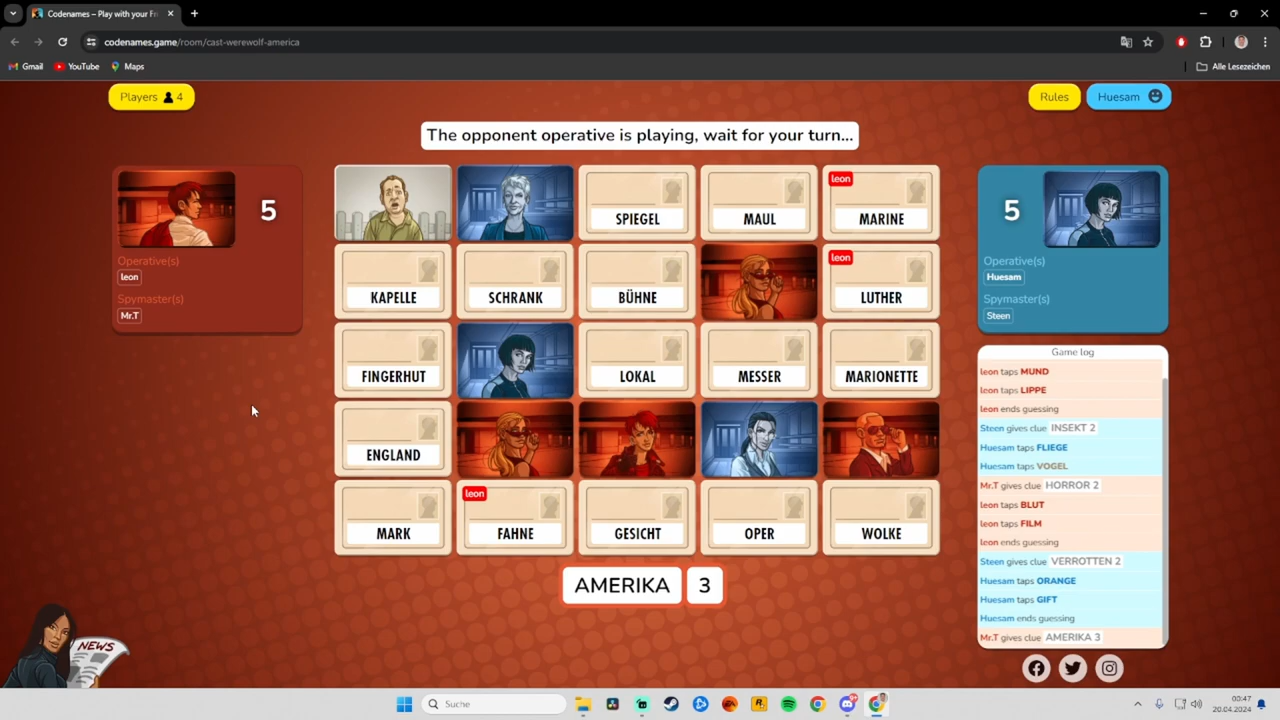 Codenames – Play with your Fr
codenames.game/room/cast-werewolf-america
Gmail YouTube Maps Alle Lesezeichen
Players 4 Rules Huesam
The opponent operative is playing, wait for your turn...
5
Operative(s)
leon
Spymaster(s)
Mr.T
SPIEGEL MAUL leon MARINE
KAPELLE SCHRANK BÜHNE leon LUTHER
FINGERHUT LOKAL MESSER MARIONETTE
ENGLAND
MARK leon FAHNE GESICHT OPER WOLKE
AMERIKA 3
5
Operative(s)
Huesam
Spymaster(s)
Steen
Game log
leon taps MUND
leon taps LIPPE
leon ends guessing
Steen gives clue INSEKT 2
Huesam taps FLIEGE
Huesam taps VOGEL
Mr.T gives clue HORROR 2
leon taps BLUT
leon taps FILM
leon ends guessing
Steen gives clue VERROTTEN 2
Huesam taps ORANGE
Huesam taps GIFT
Huesam ends guessing
Mr.T gives clue AMERIKA 3
NEWS
Suche
00:47
20.04.2024